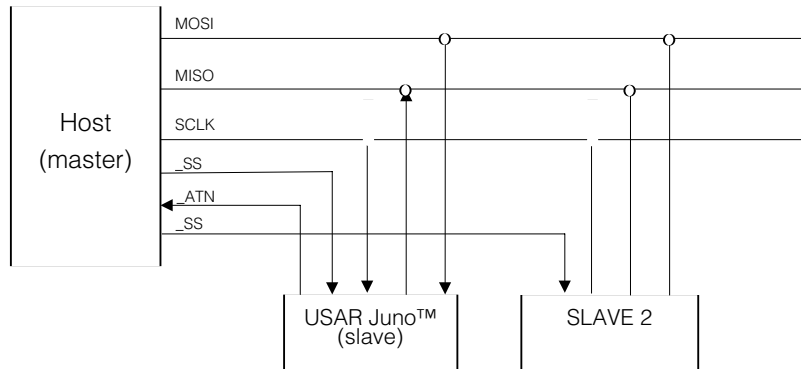 MOSI
MISO
Host
(master)
SCLK
_SS
_ATN
_SS
USAR Juno™
(slave)
SLAVE 2